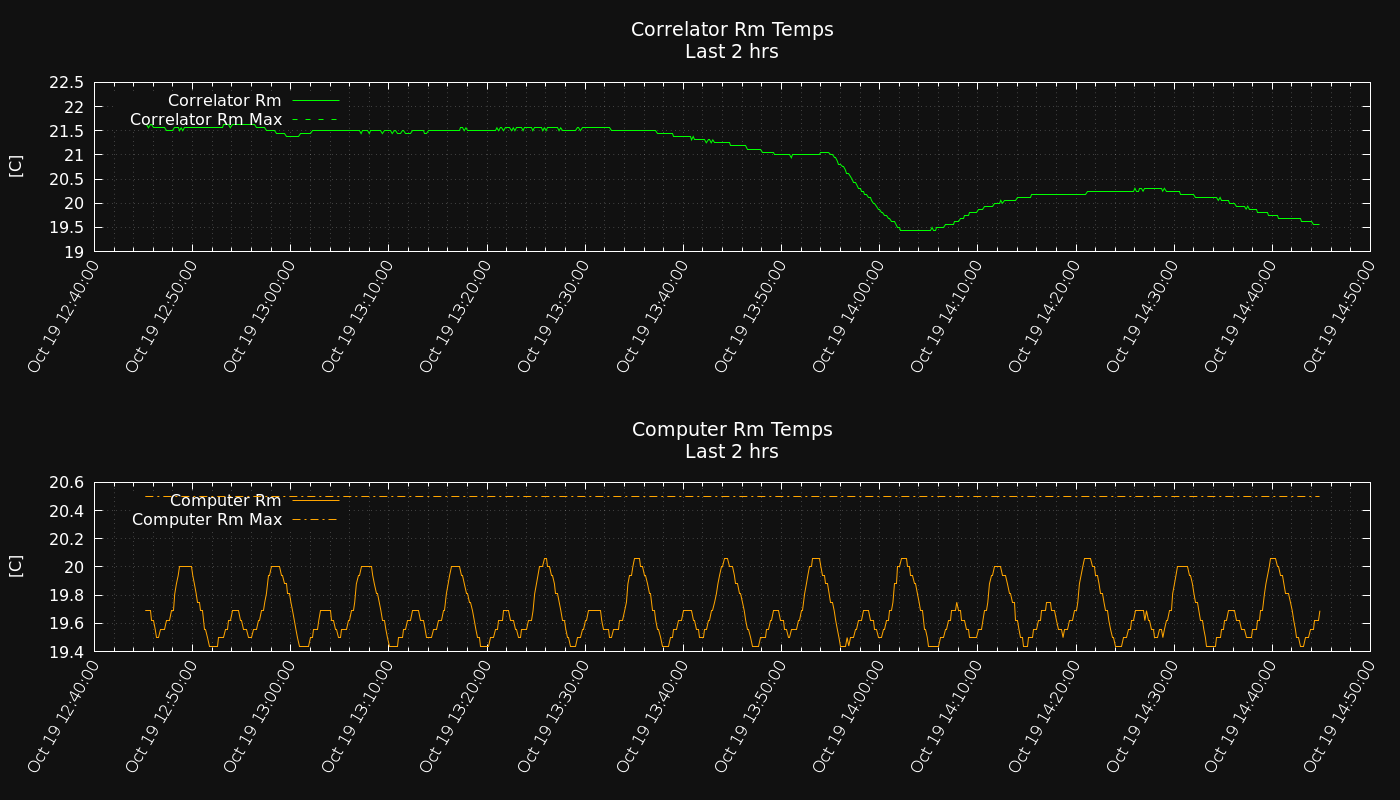 Correlator Rm Temps
Last 2 hrs
22.5
22
21.5
21
20.5
20
19.5
19
[C]
Correlator Rm
Correlator Rm Max
Oct 19 12:40:00
Oct 19 12:50:00
Oct 19 13:00:00
Oct 19 13:10:00
Oct 19 13:20:00
Oct 19 13:30:00
Oct 19 13:40:00
Oct 19 13:50:00
Oct 19 14:00:00
Oct 19 14:10:00
Oct 19 14:20:00
Oct 19 14:30:00
Oct 19 14:40:00
Oct 19 14:50:00
Computer Rm Temps
Last 2 hrs
20.6
20.4
20.2
20
19.8
19.6
19.4
[C]
Computer Rm
Computer Rm Max
Oct 19 12:40:00
Oct 19 12:50:00
Oct 19 13:00:00
Oct 19 13:10:00
Oct 19 13:20:00
Oct 19 13:30:00
Oct 19 13:40:00
Oct 19 13:50:00
Oct 19 14:00:00
Oct 19 14:10:00
Oct 19 14:20:00
Oct 19 14:30:00
Oct 19 14:40:00
Oct 19 14:50:00